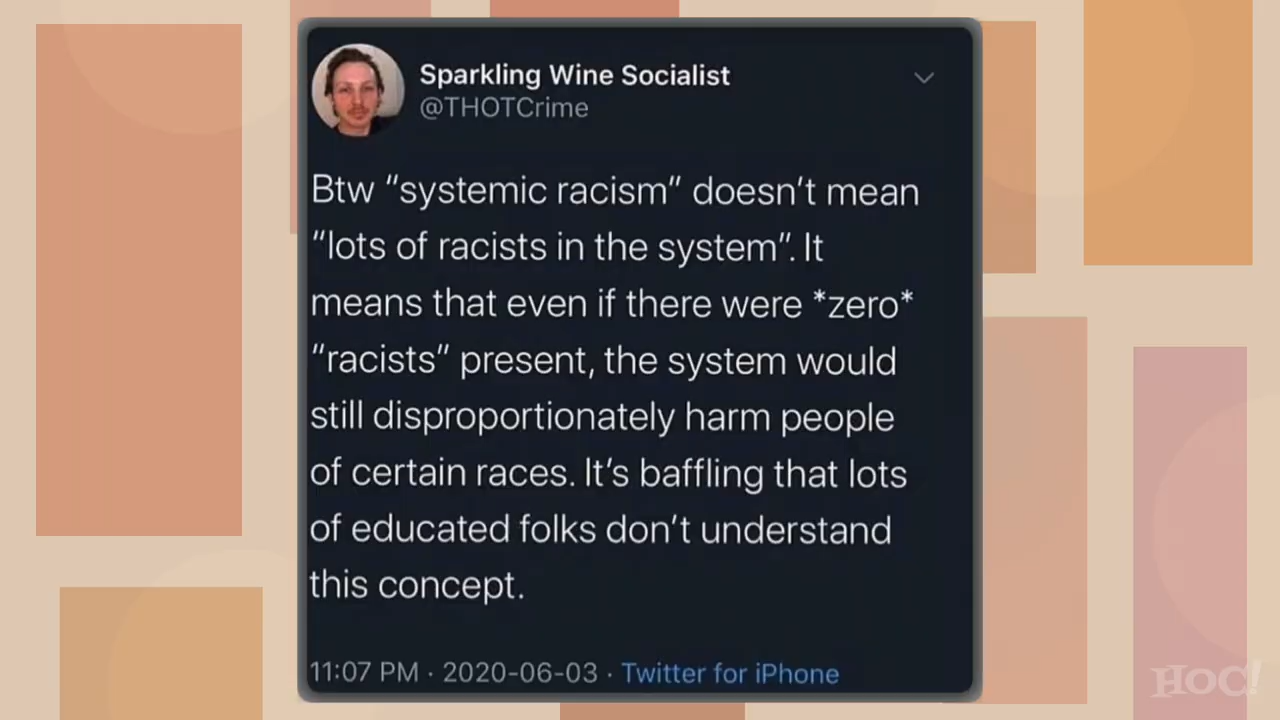 Sparkling Wine Socialist
@THOTCrime
Btw “systemic racism” doesn’t mean
“lots of racists in the system”. It
means that even if there were *zero*
“racists” present, the system would
still disproportionately harm people
of certain races. It’s baffling that lots
of educated folks don’t understand
this concept.
11:07 PM · 2020-06-03 · Twitter for iPhone
HOC!